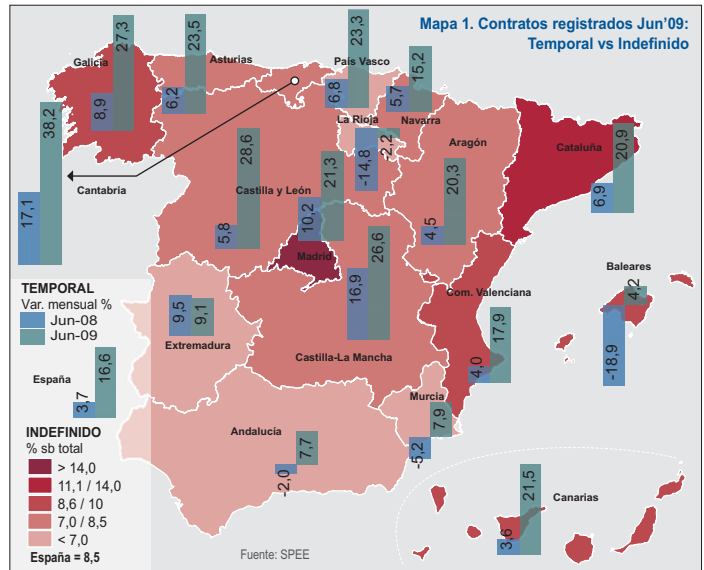 Mapa 1. Contratos registrados Jun'09:
Temporal vs Indefinido
Galicia
8,9
27,3
Asturias
6,2
23,5
País Vasco
6,8
23,3
5,7
15,2
Navarra
La Rioja
-14,8
-2,2
Aragón
4,5
20,3
Cataluña
6,9
20,9
17,1
38,2
Cantabria
Castilla y León
5,8
28,6
10,2
21,3
Madrid
16,9
26,6
Castilla-La Mancha
Com. Valenciana
4,0
17,9
Baleares
-18,9
4,2
9,5
9,1
Extremadura
Murcia
-5,2
7,9
Andalucía
-2,0
7,7
Canarias
3,6
21,5
TEMPORAL
Var. mensual %
Jun-08
Jun-09
España
3,7
16,6
INDEFINIDO
% sb total
> 14,0
11,1 / 14,0
8,6 / 10
7,0 / 8,5
< 7,0
España = 8,5
Fuente: SPEE